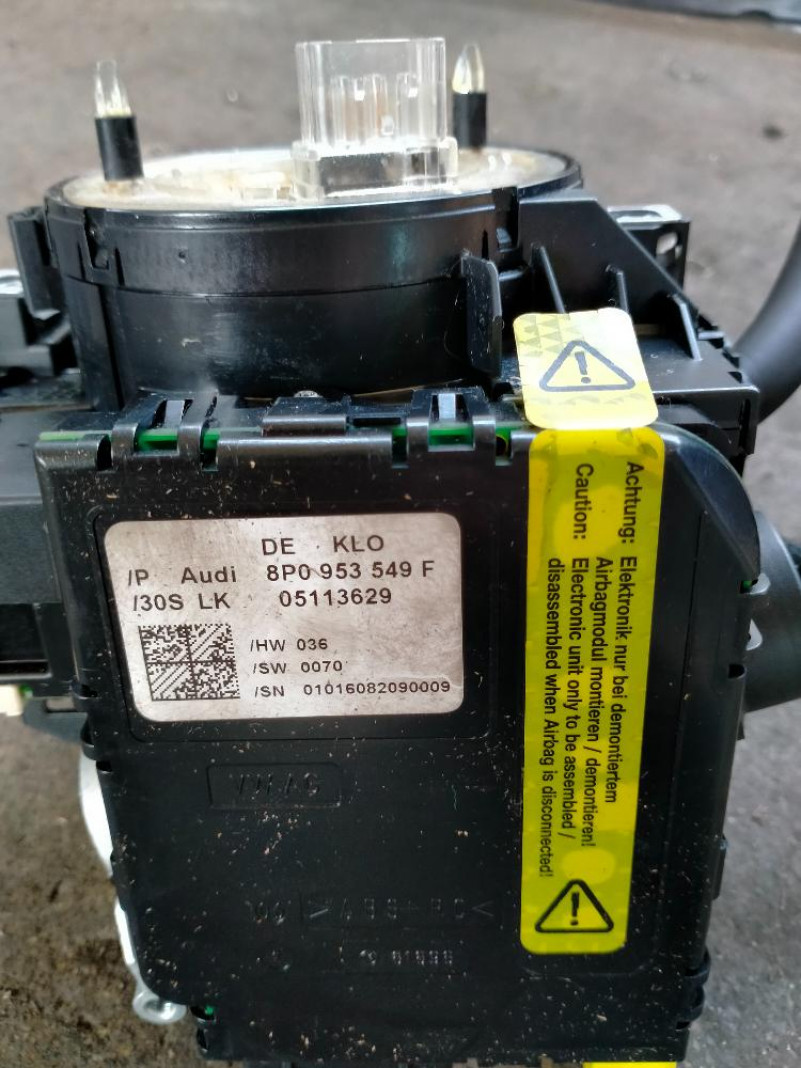 DE KLO
/P Audi 8P0 953 549 F
/30S LK 05113629
/HW 036
/SW 0070
/SN 01016082090009
Achtung: Elektronik nur bei demontiertem
Airbagmodul montieren / demontieren!
Caution: Electronic unit only to be assembled /
disassembled when Airbag is disconnected!